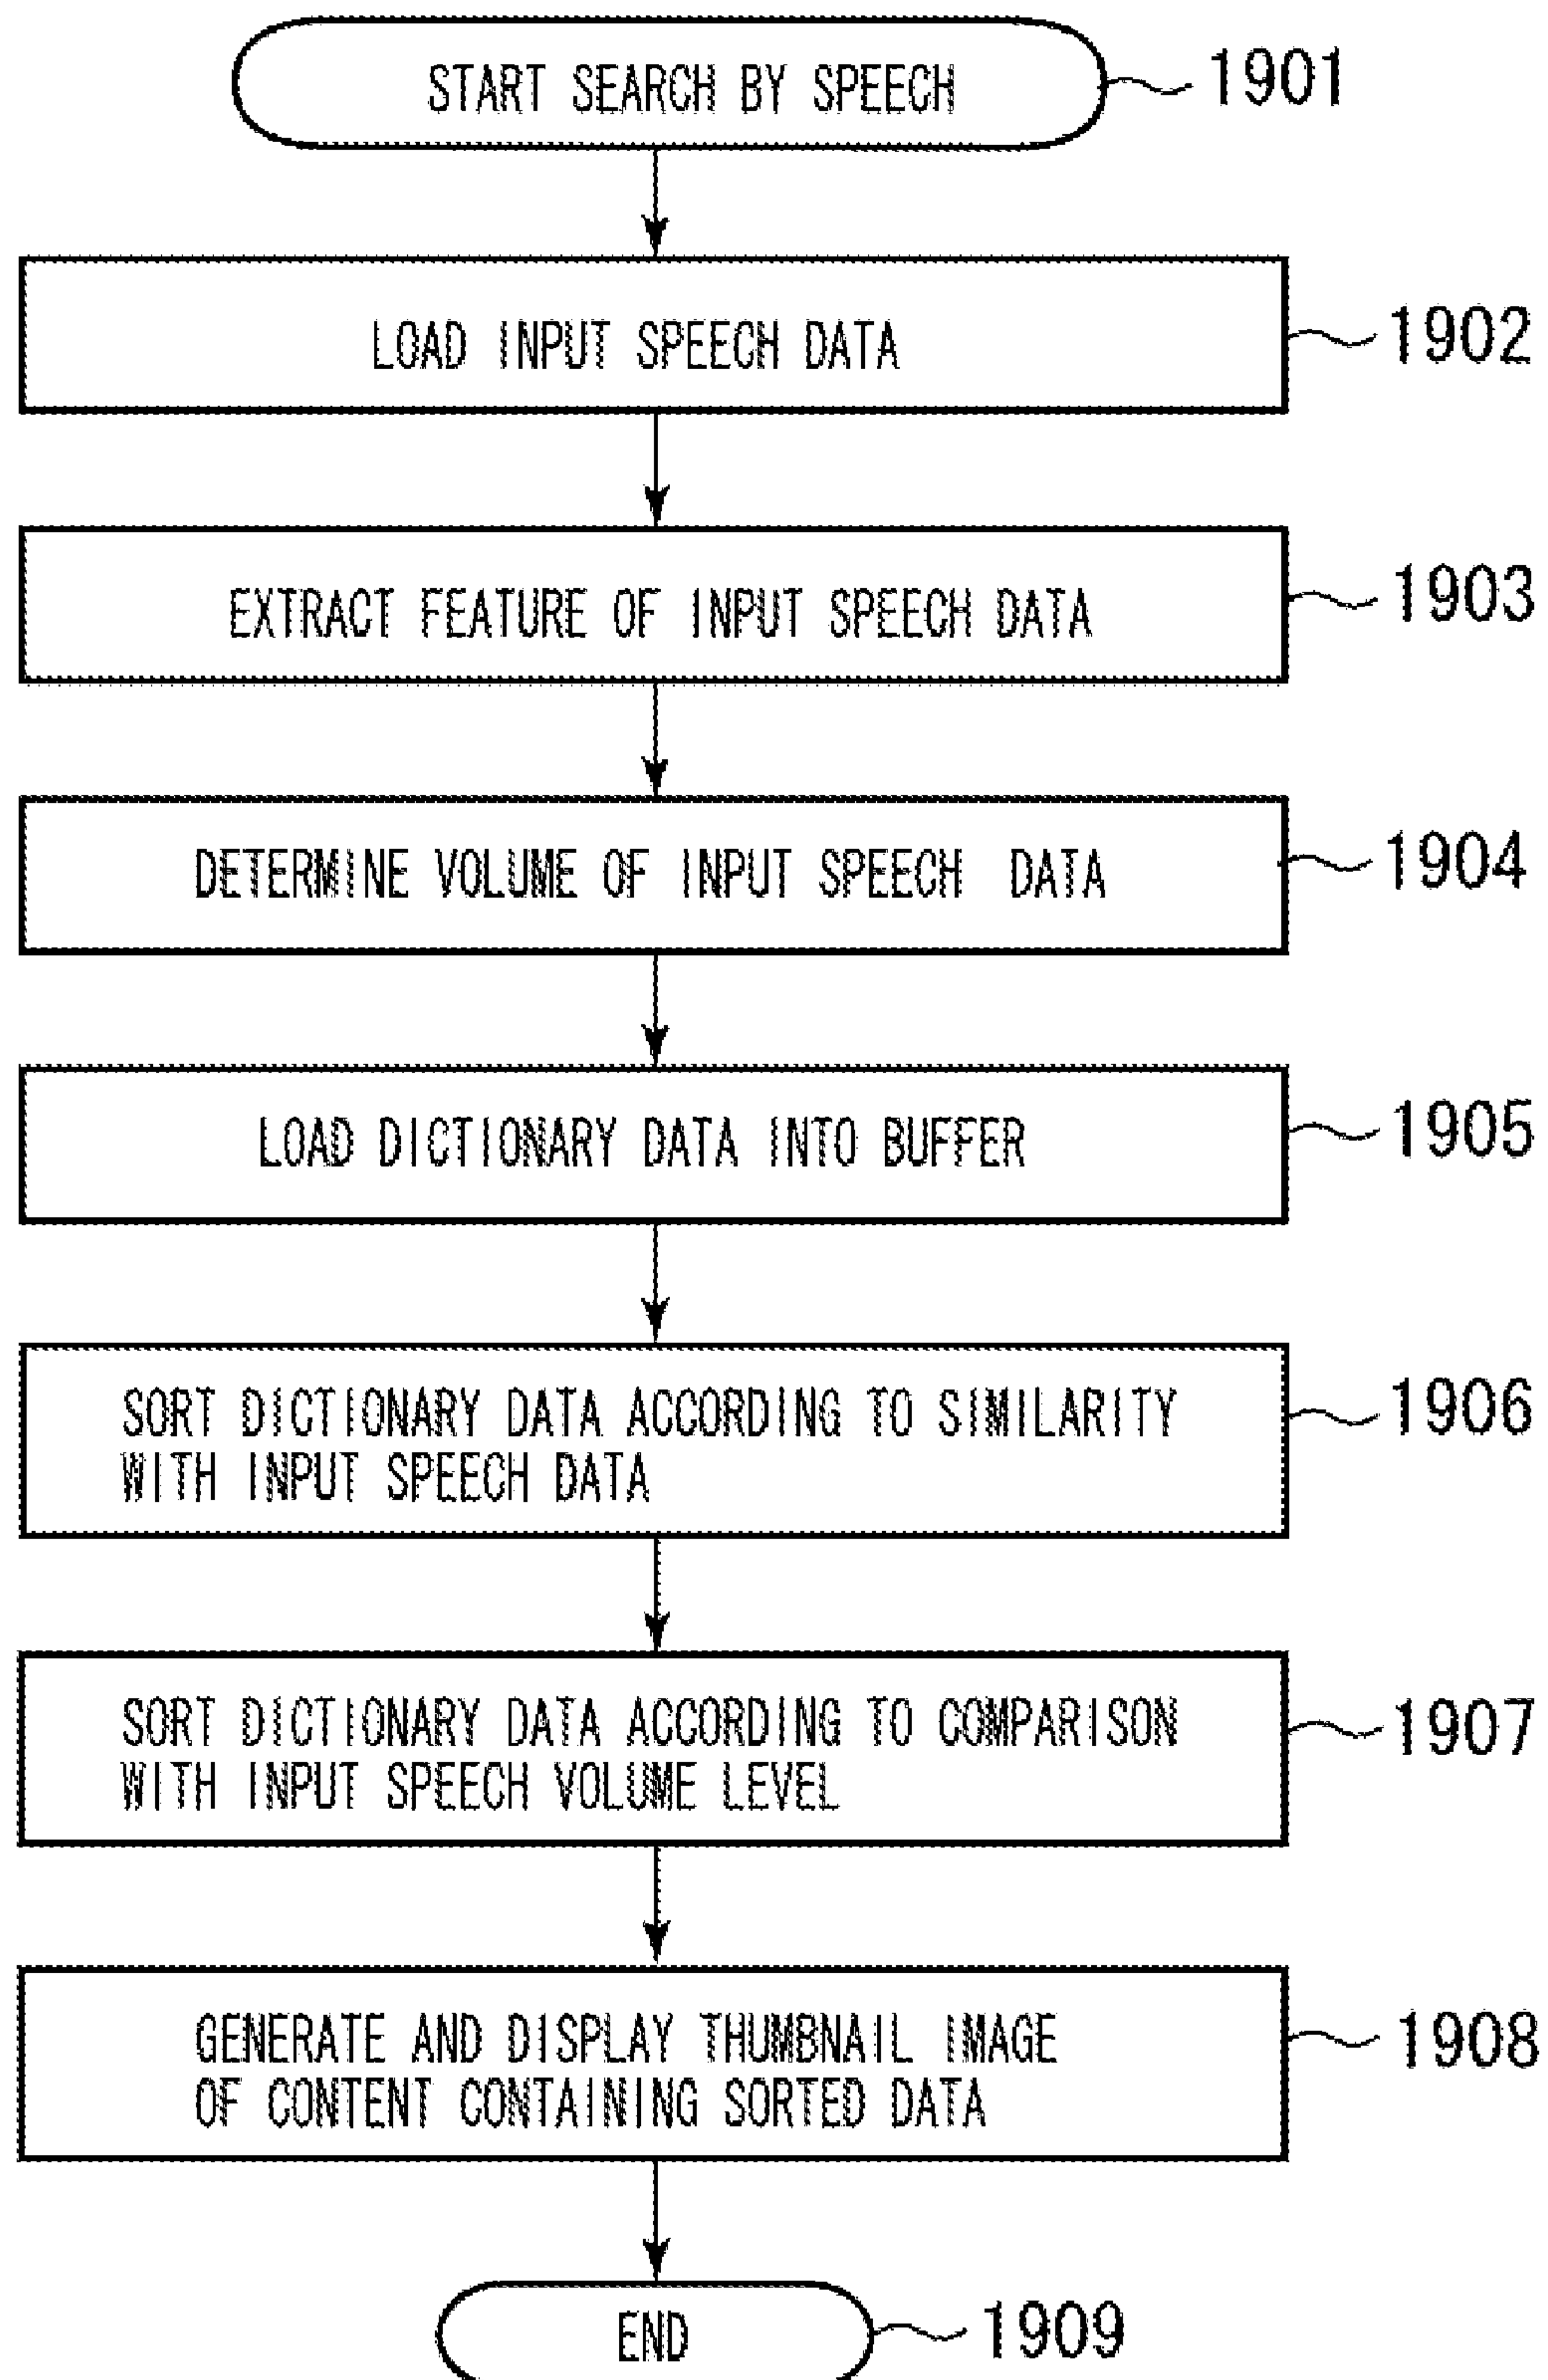 START SEARCH BY SPEECH
1901
LOAD INPUT SPEECH DATA
1902
EXTRACT FEATURE OF INPUT SPEECH DATA
1903
DETERMINE VOLUME OF INPUT SPEECH DATA
1904
LOAD DICTIONARY DATA INTO BUFFER
1905
SORT DICTIONARY DATA ACCORDING TO SIMILARITY
WITH INPUT SPEECH DATA
1906
SORT DICTIONARY DATA ACCORDING TO COMPARISON
WITH INPUT SPEECH VOLUME LEVEL
1907
GENERATE AND DISPLAY THUMBNAIL IMAGE
OF CONTENT CONTAINING SORTED DATA
1908
END
1909